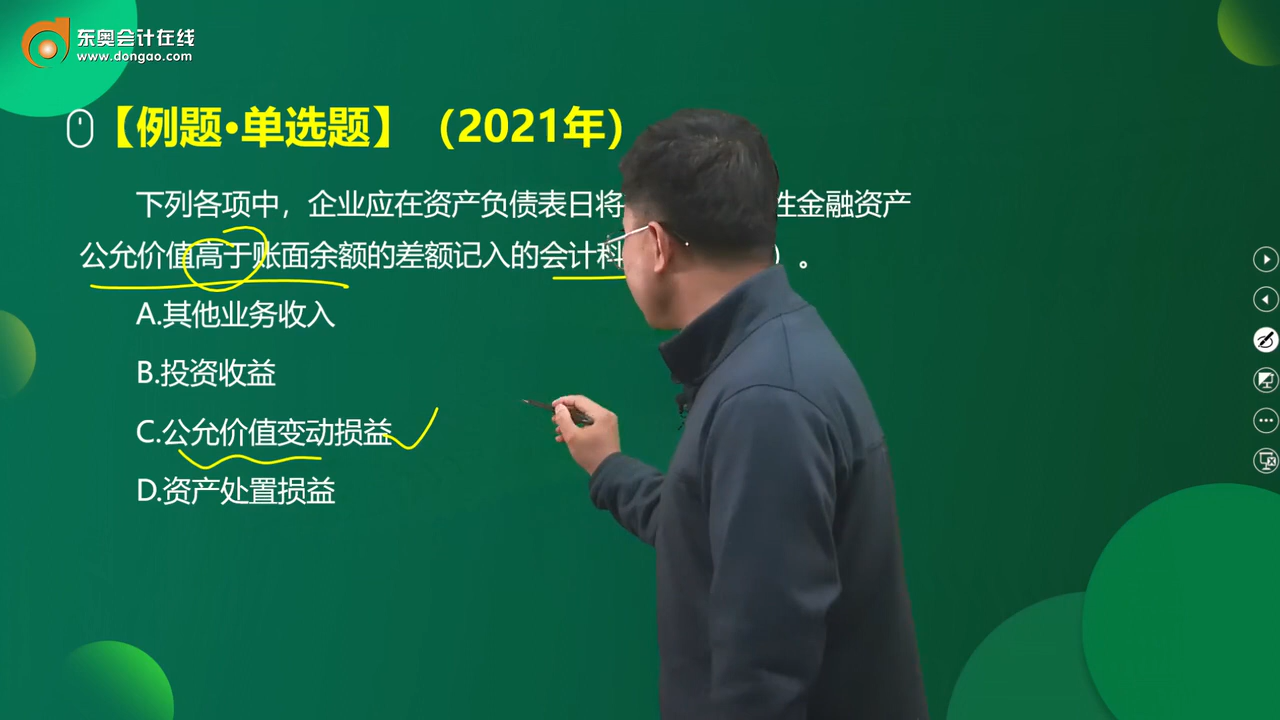 东奥会计在线
www.dongao.com
【例题•单选题】（2021年）
下列各项中，企业应在资产负债表日将 性金融资产
公允价值高于账面余额的差额记入的会计科 ）。
A.其他业务收入
B.投资收益
C.公允价值变动损益
D.资产处置损益